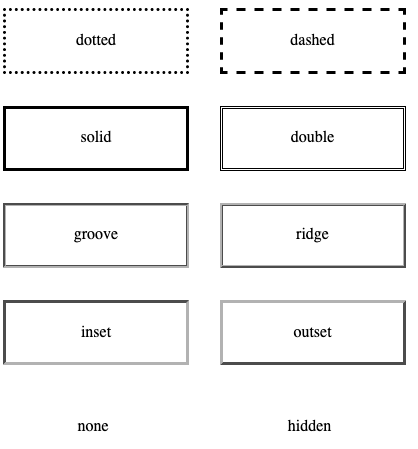 dotted
dashed
solid
double
groove
ridge
inset
outset
none
hidden